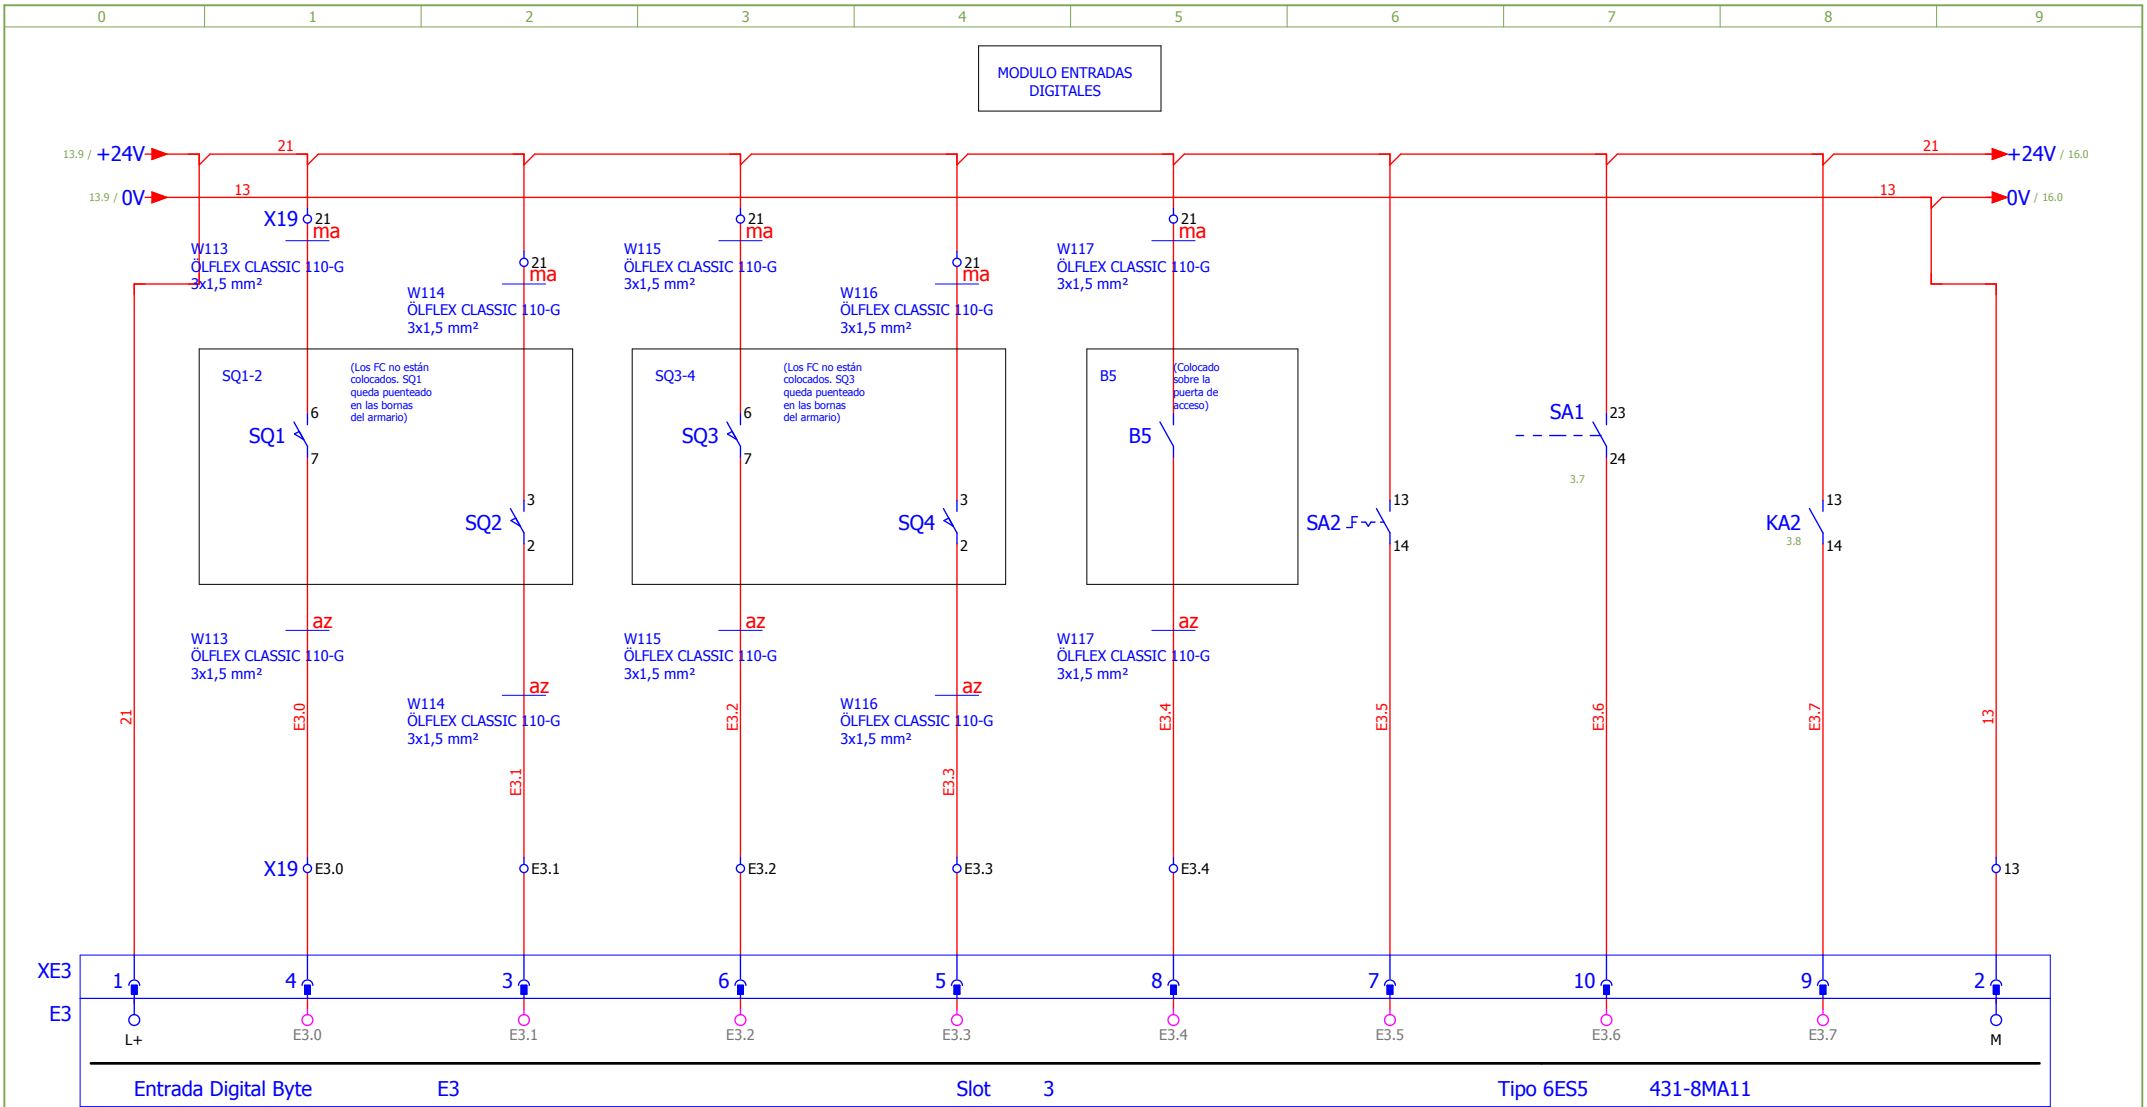 0 1 2 3 4 5 6 7 8 9
MODULO ENTRADAS
DIGITALES
13.9 / +24V 21 21 +24V / 16.0
13.9 / 0V 13 13 0V / 16.0
X19 21 21 21
ma ma ma
W113
ÖLFLEX CLASSIC 110-G
3x1,5 mm²
W115
ÖLFLEX CLASSIC 110-G
3x1,5 mm²
W117
ÖLFLEX CLASSIC 110-G
3x1,5 mm²
21 21
ma ma
W114
ÖLFLEX CLASSIC 110-G
3x1,5 mm²
W116
ÖLFLEX CLASSIC 110-G
3x1,5 mm²
SQ1-2
(Los FC no están
colocados. SQ1
queda puenteado
en las bornas
del armario)
SQ3-4
(Los FC no están
colocados. SQ3
queda puenteado
en las bornas
del armario)
B5
(Colocado
sobre la
puerta de
acceso)
6
SQ1
7
6
SQ3
7
B5
SA1 23
24
3.7
3
SQ2
2
3
SQ4
2
13
SA2
14
13
KA2
3.8
14
az az az
W113
ÖLFLEX CLASSIC 110-G
3x1,5 mm²
W115
ÖLFLEX CLASSIC 110-G
3x1,5 mm²
W117
ÖLFLEX CLASSIC 110-G
3x1,5 mm²
az az
W114
ÖLFLEX CLASSIC 110-G
3x1,5 mm²
W116
ÖLFLEX CLASSIC 110-G
3x1,5 mm²
21 E3.0 E3.2 E3.4 E3.5 E3.6 E3.7 13
E3.1 E3.3
X19 E3.0 E3.1 E3.2 E3.3 E3.4 13
XE3 1 4 3 6 5 8 7 10 9 2
E3
L+ E3.0 E3.1 E3.2 E3.3 E3.4 E3.5 E3.6 E3.7 M
Entrada Digital Byte E3 Slot 3 Tipo 6ES5 431-8MA11